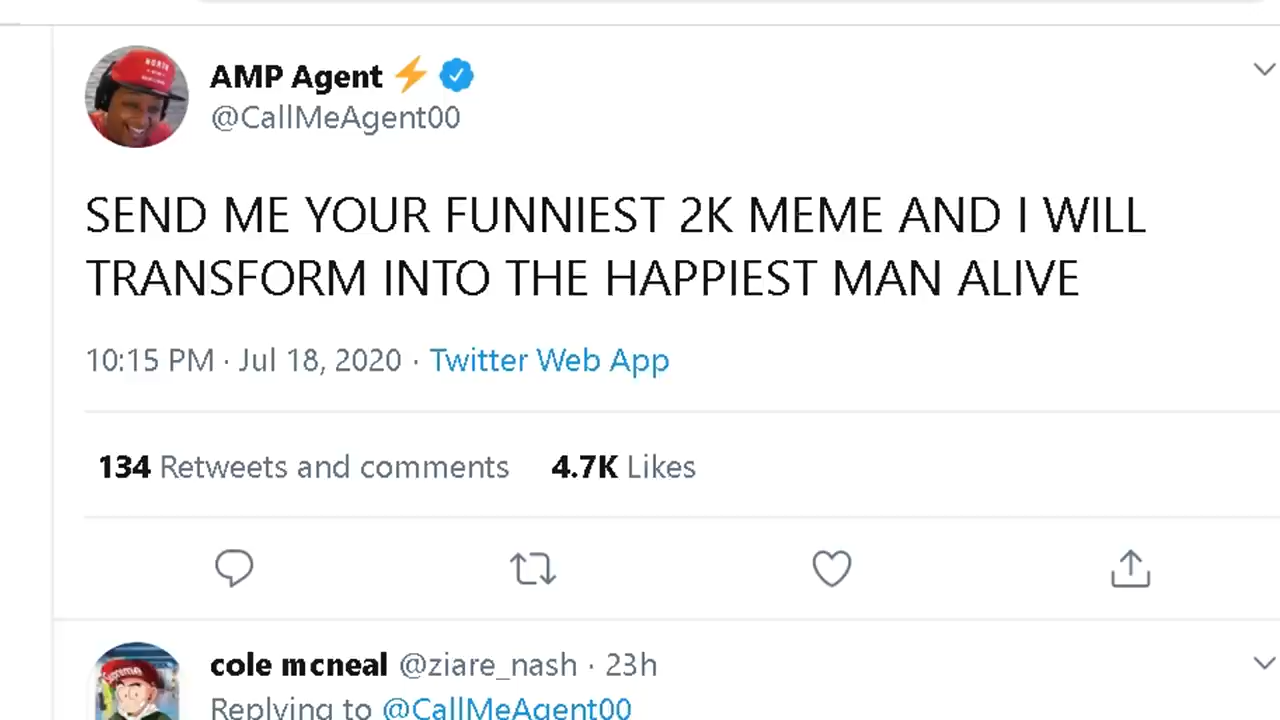 AMP Agent ⚡
@CallMeAgent00
SEND ME YOUR FUNNIEST 2K MEME AND I WILL
TRANSFORM INTO THE HAPPIEST MAN ALIVE
10:15 PM · Jul 18, 2020 · Twitter Web App
134 Retweets and comments 4.7K Likes
cole mcneal @ziare_nash · 23h
Replying to @CallMeAgent00
NORTH
Supreme